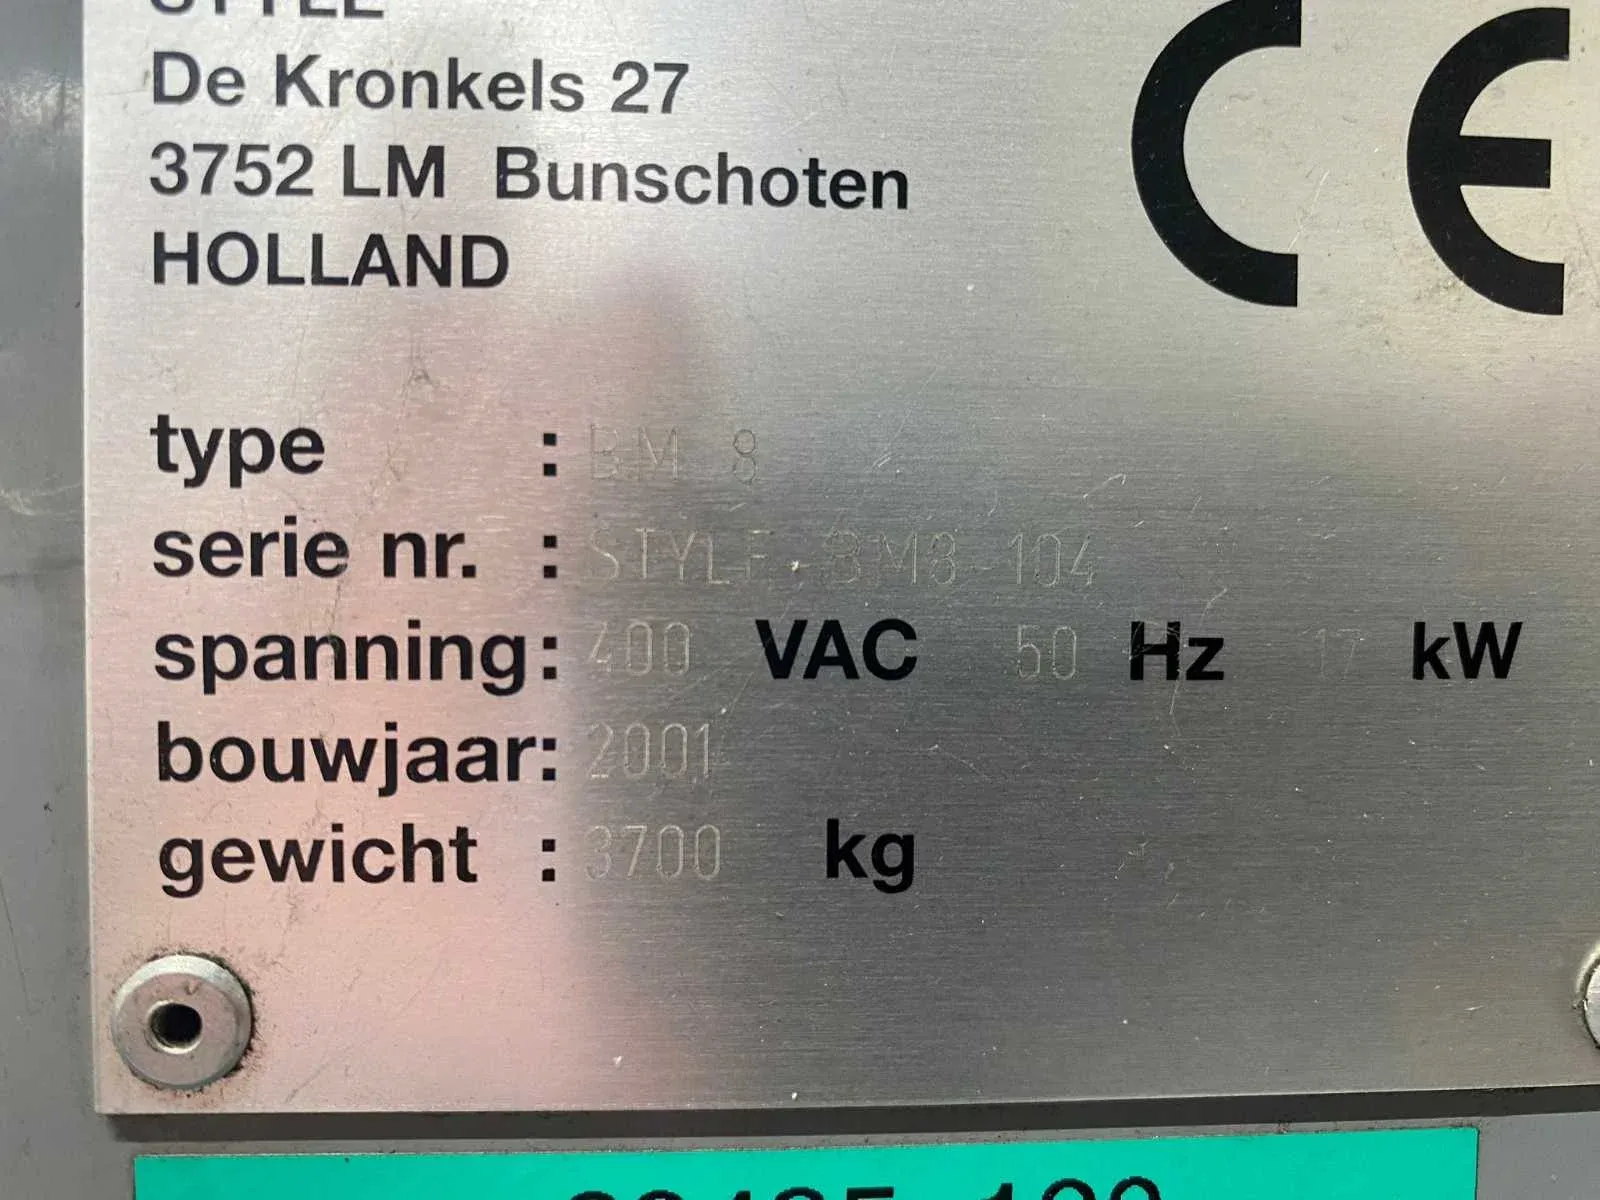 STYLE
De Kronkels 27
3752 LM Bunschoten
HOLLAND
CE
type : BM 8
serie nr. : STYLE-BM8-104
spanning: 400 VAC 50 Hz 17 kW
bouwjaar: 2001
gewicht : 3700 kg